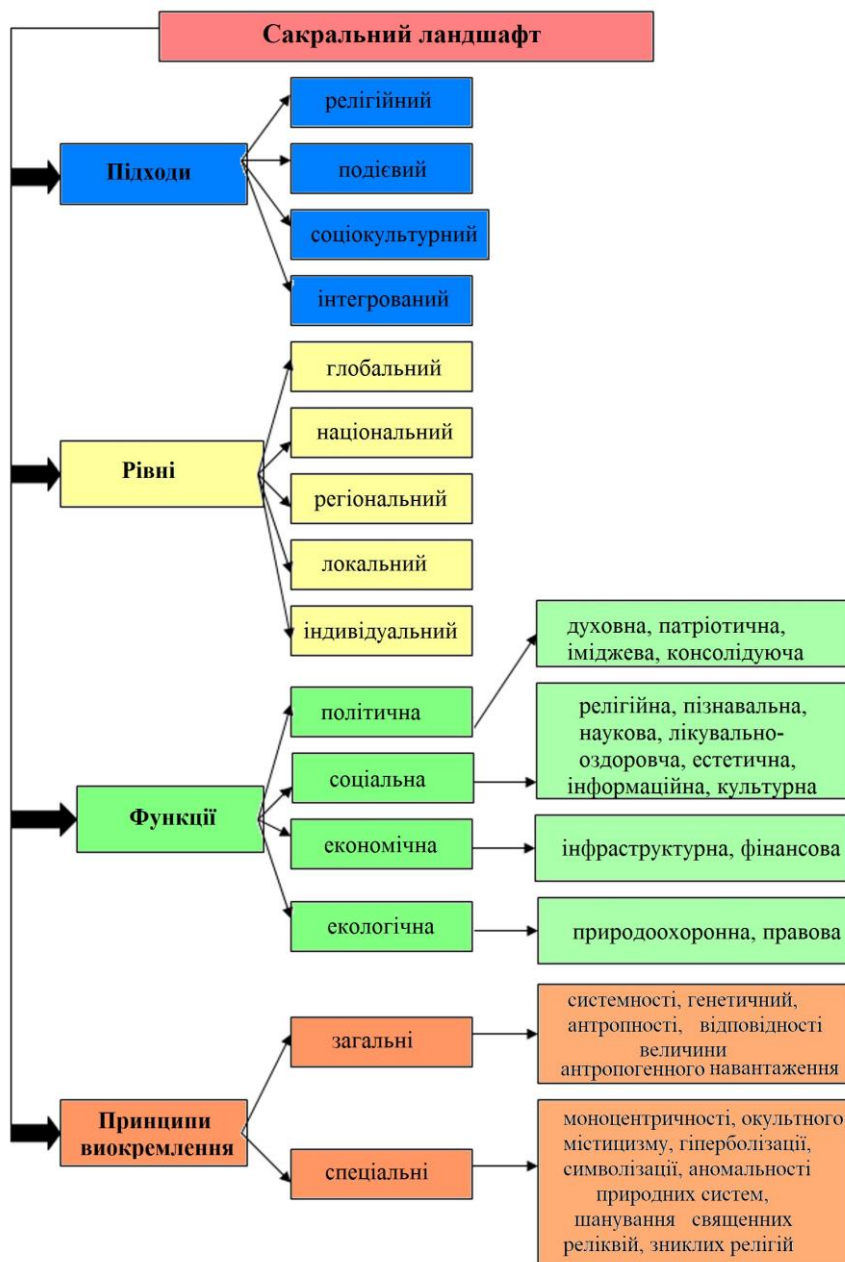 Сакральний ландшафт
Підходи
релігійний
подієвий
соціокультурний
інтегрований
Рівні
глобальний
національний
регіональний
локальний
індивідуальний
Функції
політична
духовна, патріотична,
іміджева, консолідуюча
соціальна
релігійна, пізнавальна,
наукова, лікувально-
оздоровча, естетична,
інформаційна, культурна
економічна
інфраструктурна, фінансова
екологічна
природоохоронна, правова
Принципи
виокремлення
загальні
системності, генетичний,
антропності, відповідності
величини
антропогенного навантаження
спеціальні
моноцентричності, окультного
містицизму, гіперболізації,
символізації, аномальності
природних систем,
шанування священних
реліквій, зниклих релігій